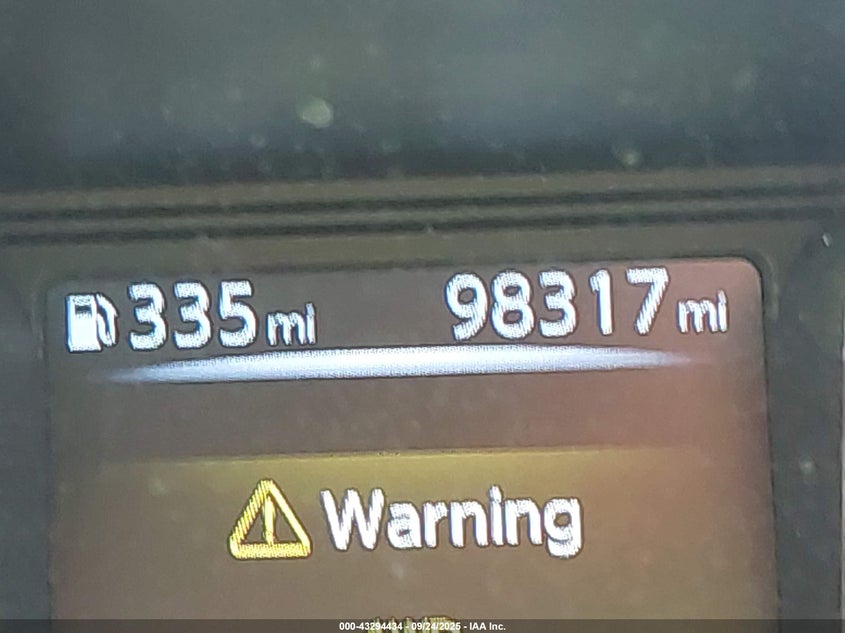 335 mi 98317 mi
Warning
000-43294434 - 09/24/2025 - IAA Inc.